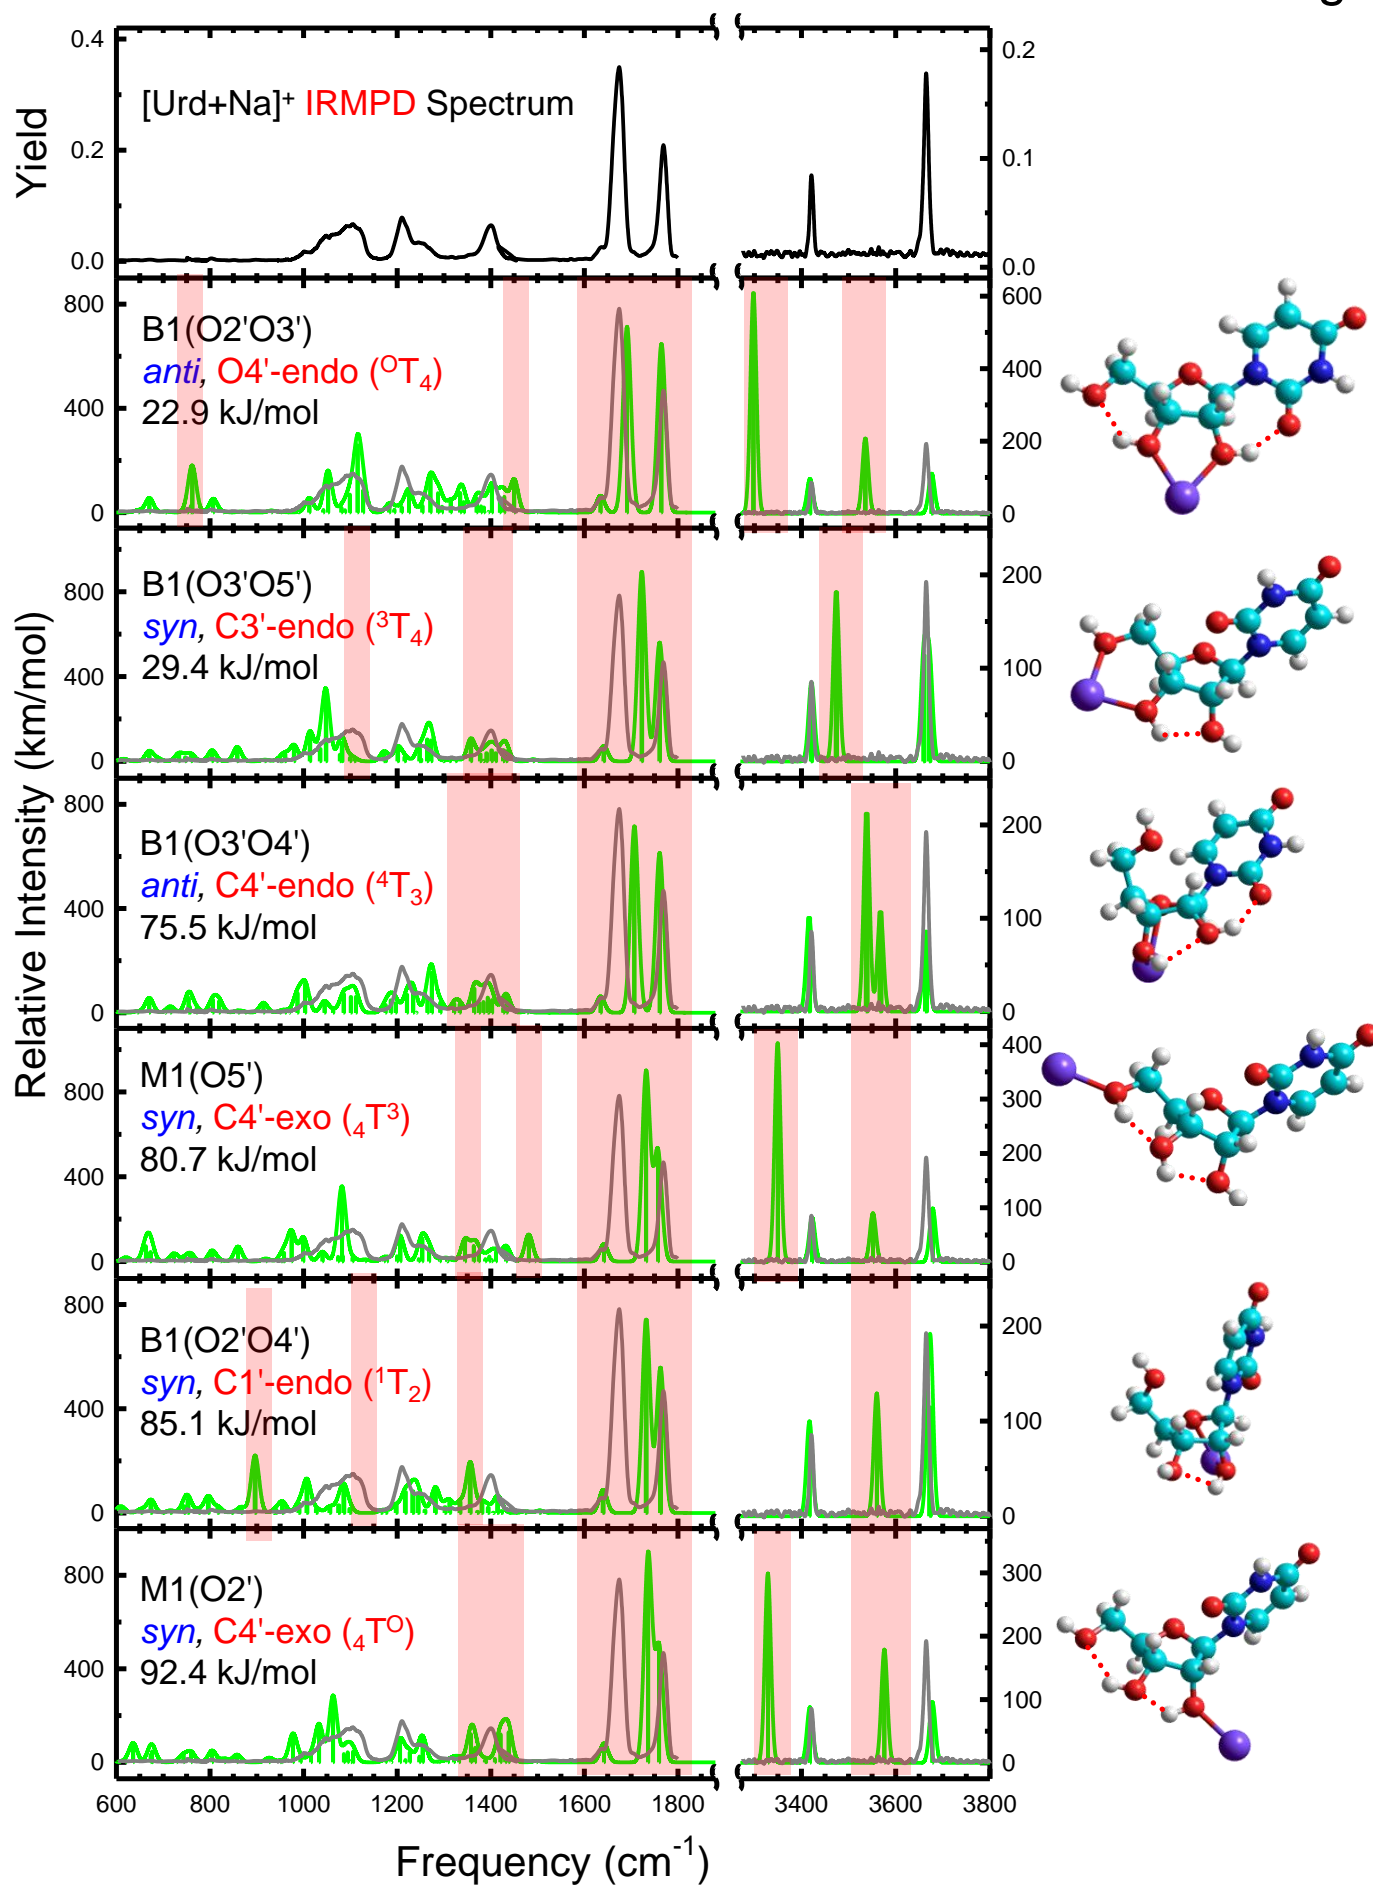 g
[Urd+Na]+ IRMPD Spectrum
Yield
0.4
0.2
0.0
0.2
0.1
0.0
B1(O2'O3')
anti, O4'-endo (OT4)
22.9 kJ/mol
800
400
0
600
400
200
0
B1(O3'O5')
syn, C3'-endo (3T4)
29.4 kJ/mol
800
400
0
200
100
0
B1(O3'O4')
anti, C4'-endo (4T3)
75.5 kJ/mol
800
400
0
200
100
0
Relative Intensity (km/mol)
M1(O5')
syn, C4'-exo (4T3)
80.7 kJ/mol
800
400
0
400
300
200
100
0
B1(O2'O4')
syn, C1'-endo (1T2)
85.1 kJ/mol
800
400
0
200
100
0
M1(O2')
syn, C4'-exo (4TO)
92.4 kJ/mol
800
400
0
300
200
100
0
600 800 1000 1200 1400 1600 1800 3400 3600 3800
Frequency (cm-1)